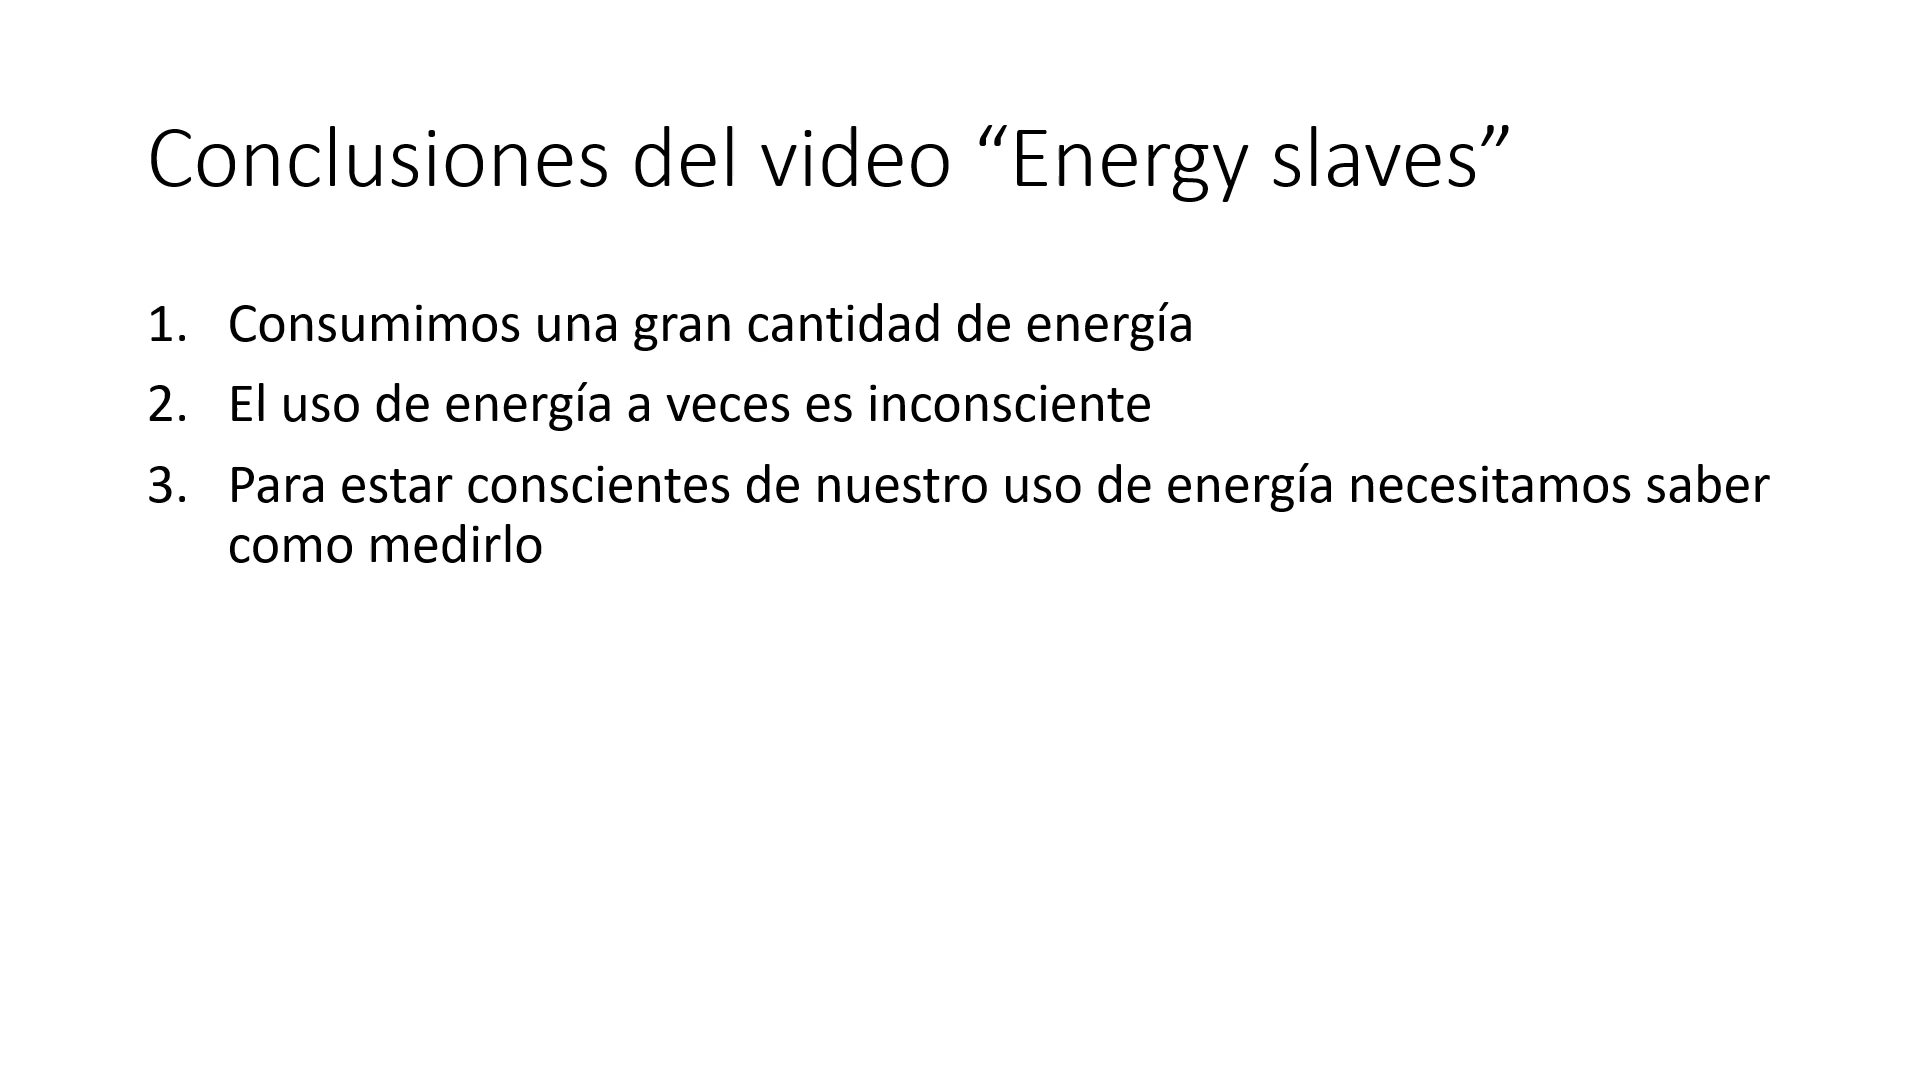 Conclusiones del video “Energy slaves”
1. Consumimos una gran cantidad de energía
2. El uso de energía a veces es inconsciente
3. Para estar conscientes de nuestro uso de energía necesitamos saber
como medirlo